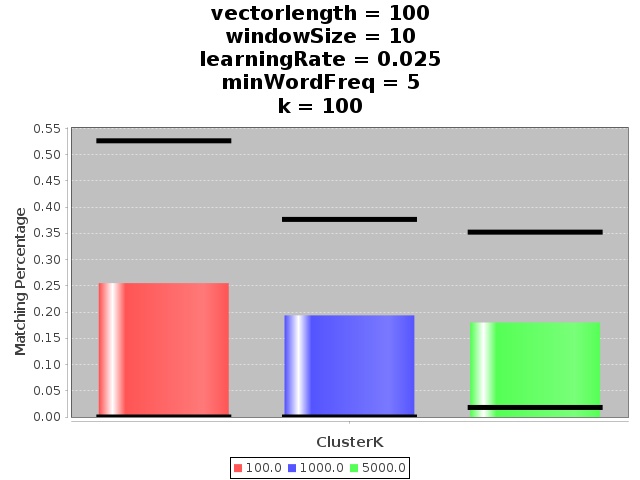 vectorlength = 100
windowSize = 10
learningRate = 0.025
minWordFreq = 5
k = 100
Matching Percentage
0.55
0.50
0.45
0.40
0.35
0.30
0.25
0.20
0.15
0.10
0.05
0.00
ClusterK
100.0 1000.0 5000.0